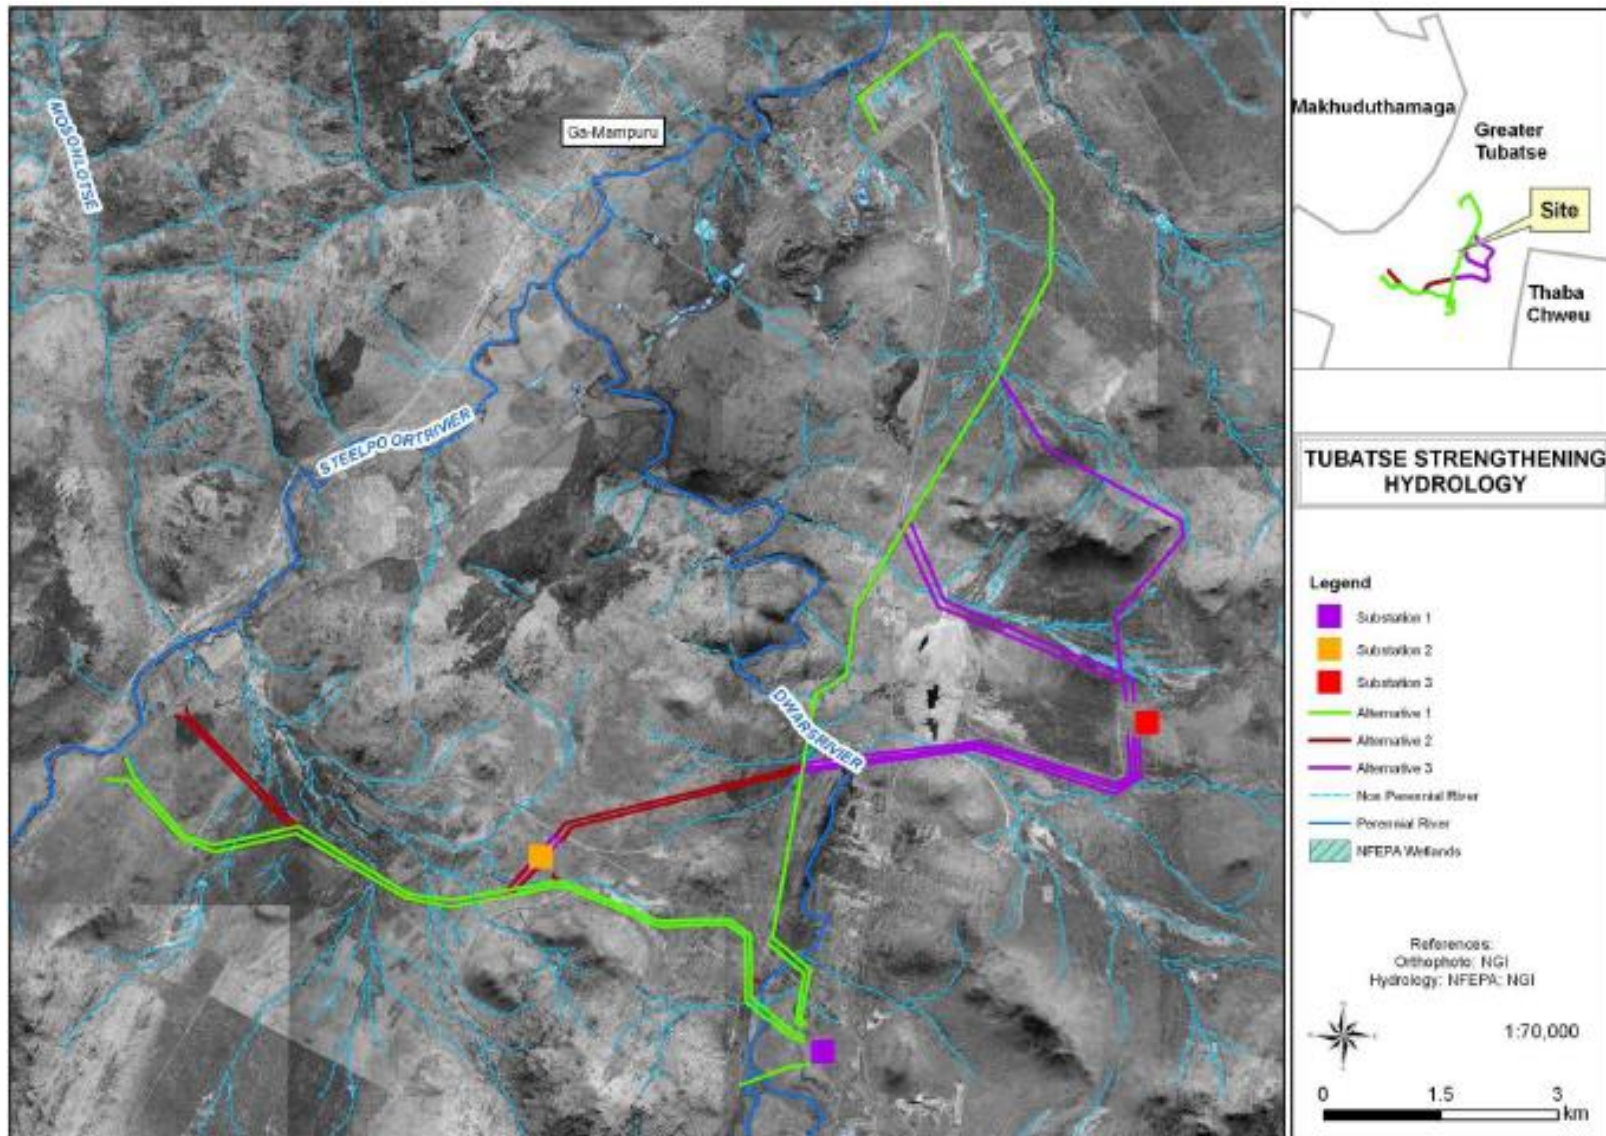 MOSOHLOTSE
Ga-Mampuru
STEELPO ORTRIVIER
DWARSRIVIER
Makhuduthamaga
Greater
Tubatse
Site
Thaba
Chweu
TUBATSE STRENGTHENING
HYDROLOGY
Legend
Substation 1
Substation 2
Substation 3
Alternative 1
Alternative 2
Alternative 3
Non Perennial River
Perennial River
NFEPA Wetlands
References:
Orthophoto: NGI
Hydrology: NFEPA; NGI
1:70,000
0 1.5 3
km